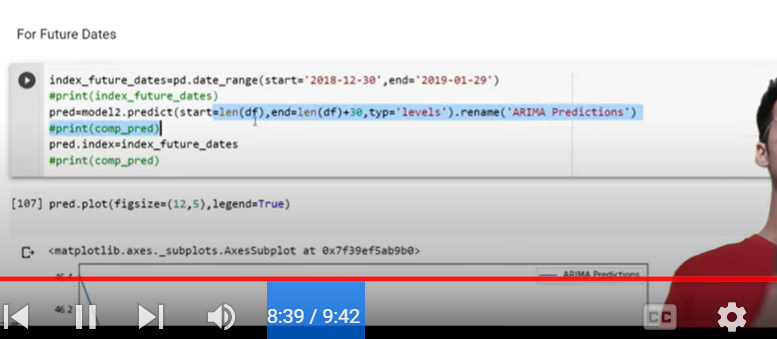 For Future Dates
index_future_dates=pd.date_range(start='2018-12-30',end='2019-01-29')
#print(index_future_dates)
pred=model2.predict(start=len(df),end=len(df)+30,typ='levels').rename('ARIMA Predictions')
#print(comp_pred)
pred.index=index_future_dates
#print(comp_pred)
[107] pred.plot(figsize=(12,5),legend=True)
<matplotlib.axes._subplots.AxesSubplot at 0x7f39ef5ab9b0>
46.4
ARIMA Predictions
46.2
8:39 / 9:42
CC